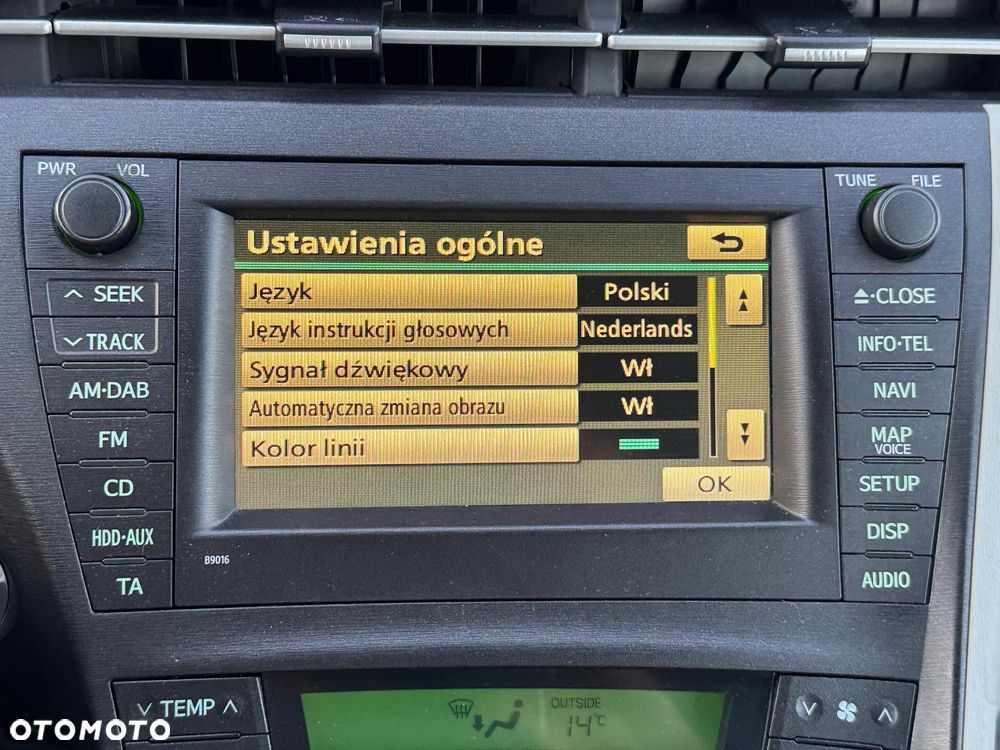 PWR VOL
TUNE FILE
Ustawienia ogólne
Język Polski
Język instrukcji głosowych Nederlands
Sygnał dźwiękowy Wł
Automatyczna zmiana obrazu Wł
Kolor linii
OK
SEEK
TRACK
AM·DAB
FM
CD
HDD·AUX
TA
·CLOSE
INFO·TEL
NAVI
MAP
VOICE
SETUP
DISP
AUDIO
B9016
TEMP
OUTSIDE
14°C
OTOMOTO